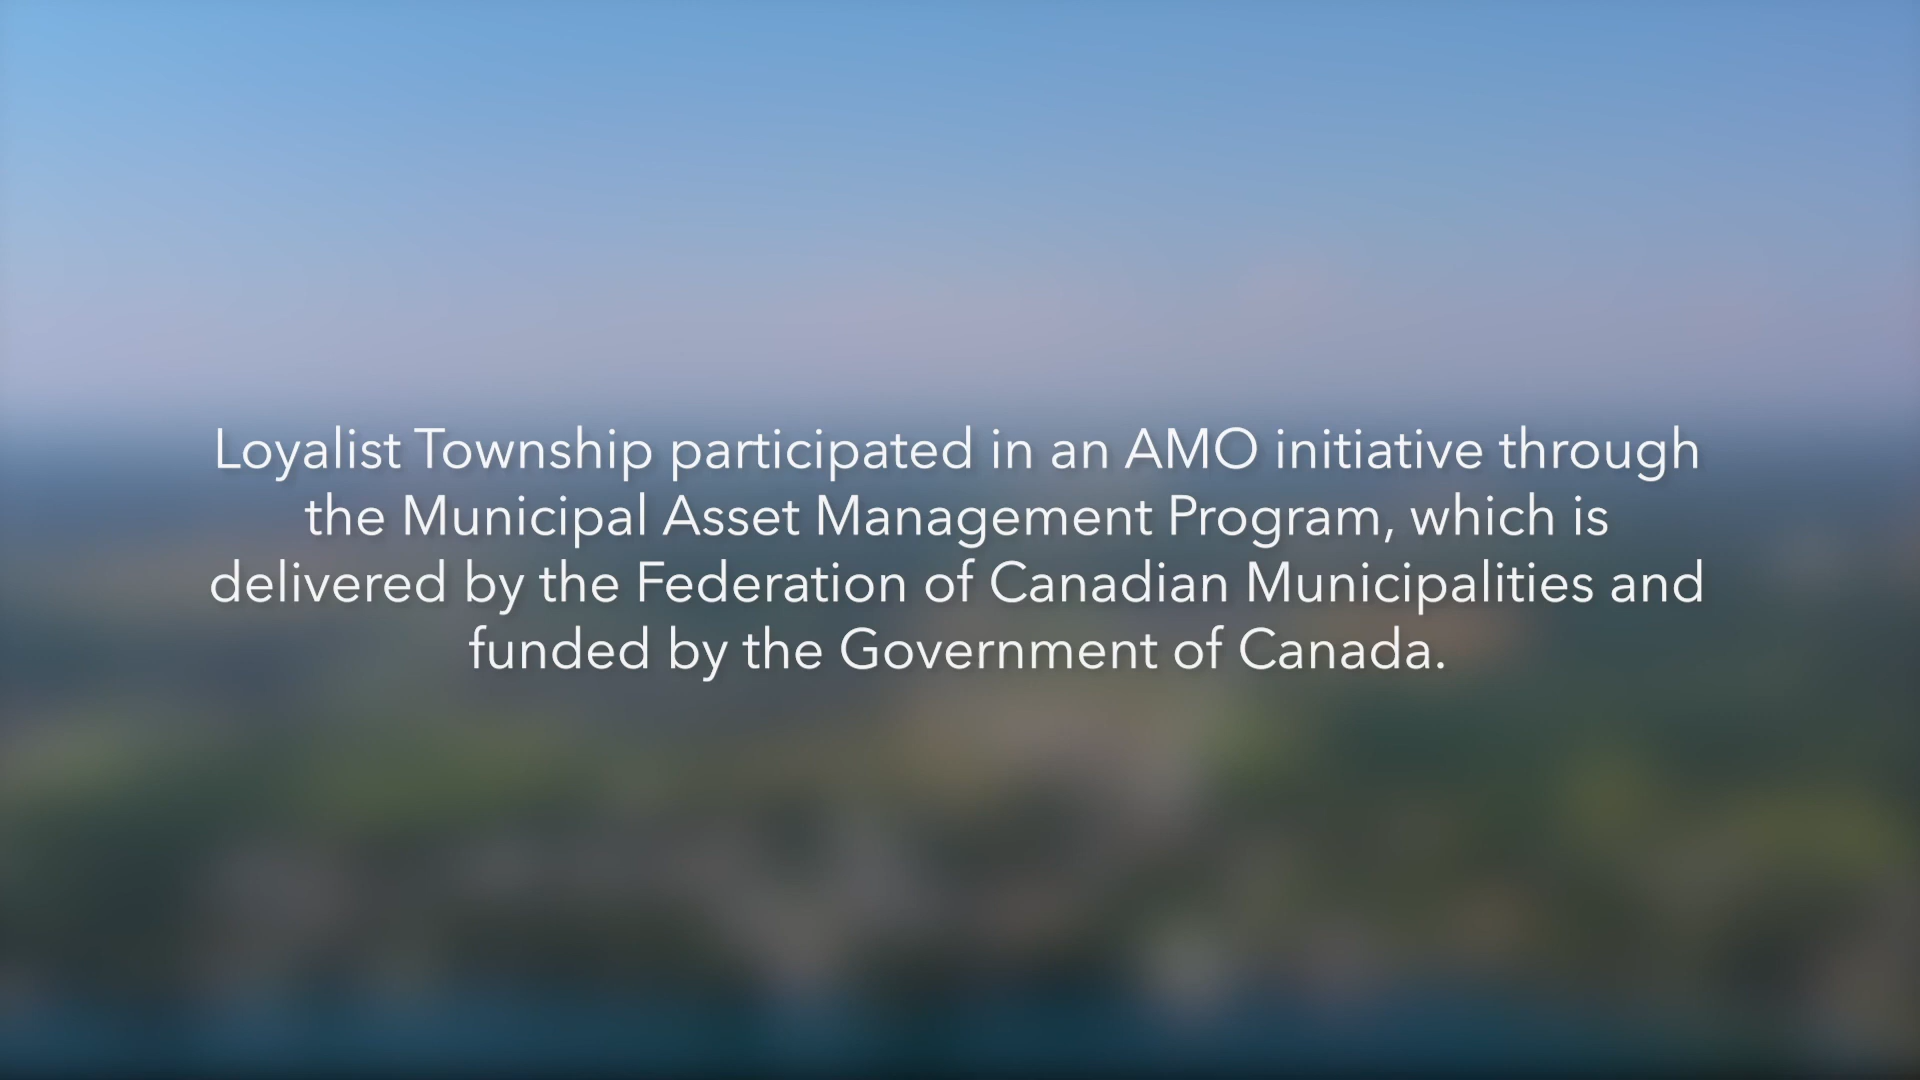 Loyalist Township participated in an AMO initiative through
the Municipal Asset Management Program, which is
delivered by the Federation of Canadian Municipalities and
funded by the Government of Canada.